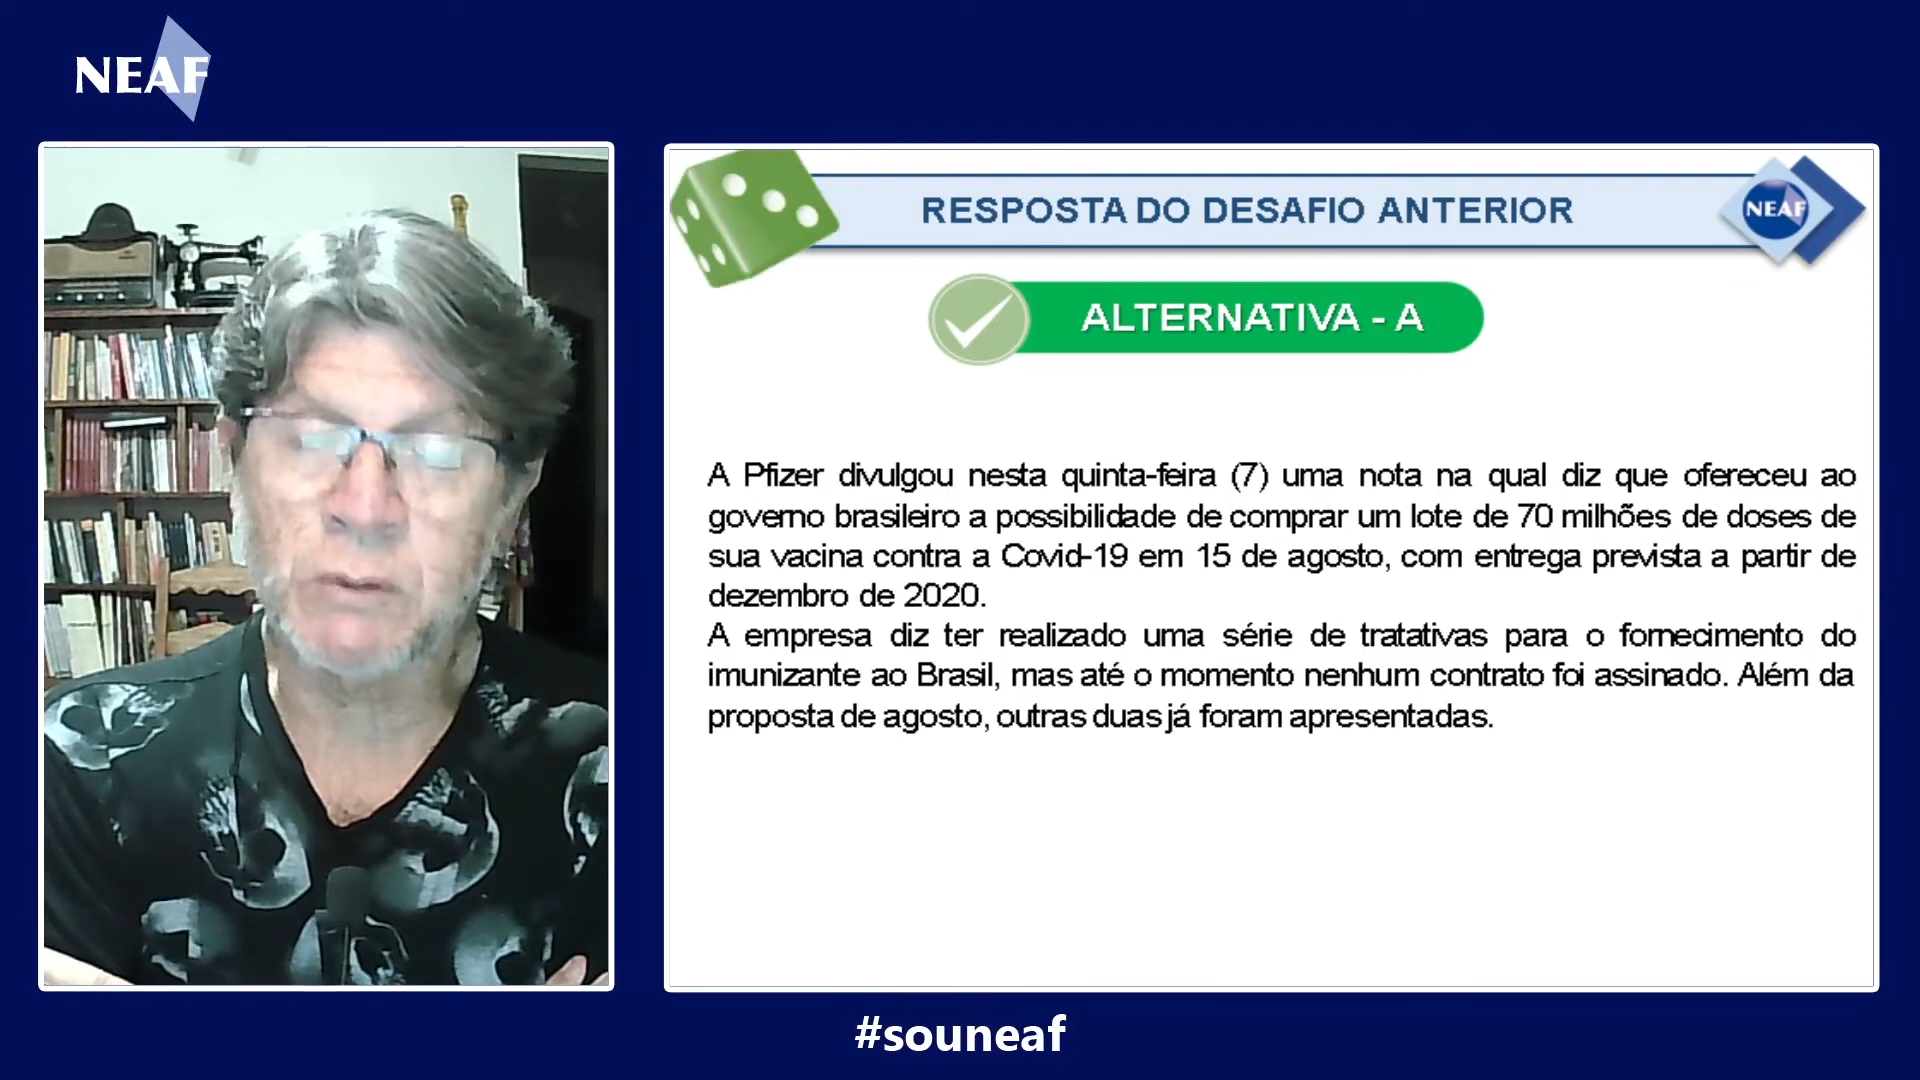 NEAF
RESPOSTA DO DESAFIO ANTERIOR
NEAF
ALTERNATIVA - A
A Pfizer divulgou nesta quinta-feira (7) uma nota na qual diz que ofereceu ao
governo brasileiro a possibilidade de comprar um lote de 70 milhões de doses de
sua vacina contra a Covid-19 em 15 de agosto, com entrega prevista a partir de
dezembro de 2020.
A empresa diz ter realizado uma série de tratativas para o fornecimento do
imunizante ao Brasil, mas até o momento nenhum contrato foi assinado. Além da
proposta de agosto, outras duas já foram apresentadas.
#souneaf